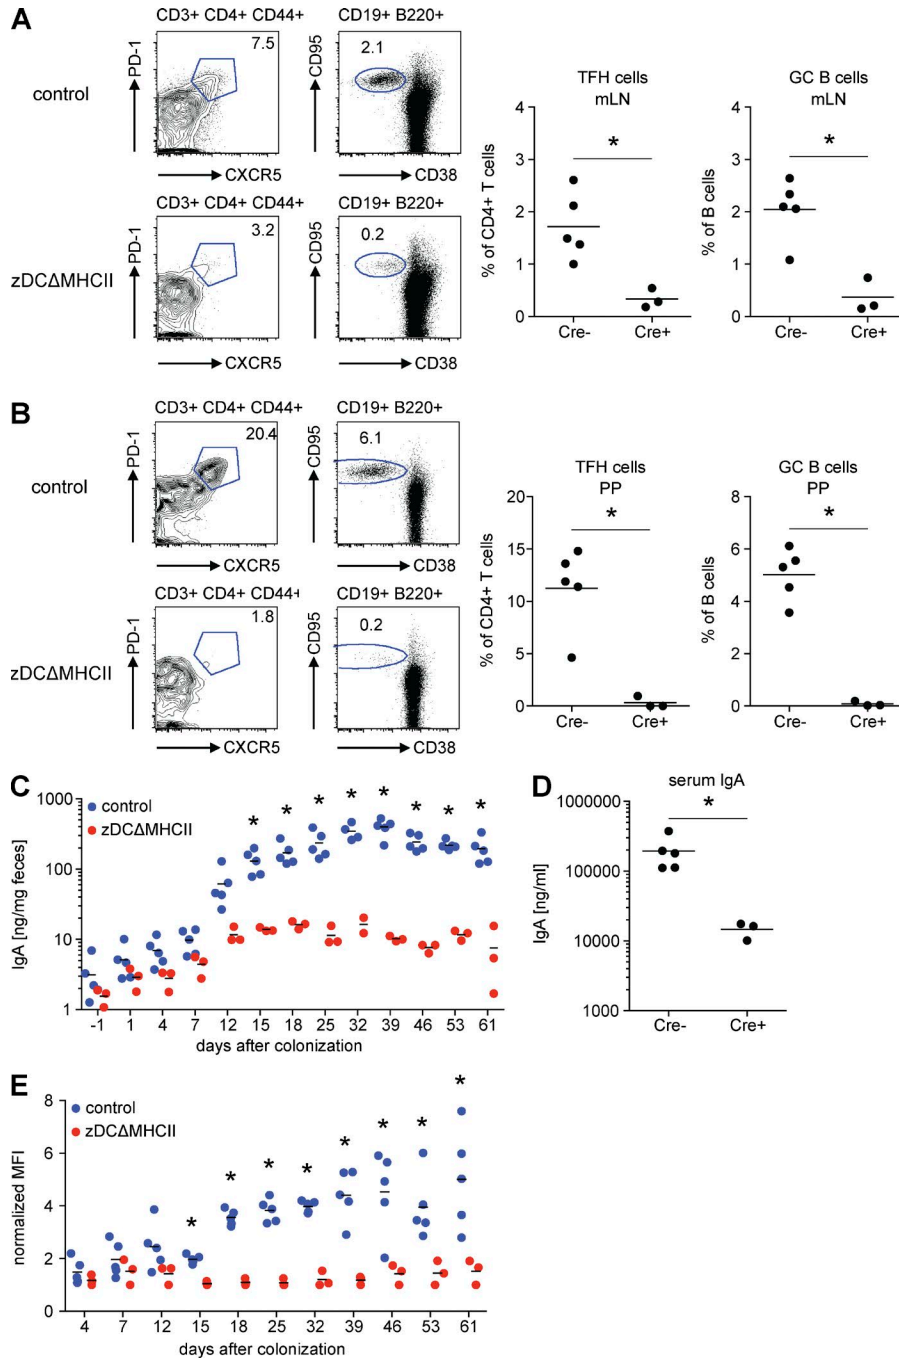 A
CD3+ CD4+ CD44+
CD19+ B220+
control
PD-1
7.5
CXCR5
CD95
2.1
CD38
zDCΔMHCII
CD3+ CD4+ CD44+
CD19+ B220+
PD-1
3.2
CXCR5
CD95
0.2
CD38
TFH cells
mLN
% of CD4+ T cells
4
3
2
1
0
*
Cre- Cre+
GC B cells
mLN
% of B cells
4
3
2
1
0
*
Cre- Cre+
B
CD3+ CD4+ CD44+
CD19+ B220+
control
PD-1
20.4
CXCR5
CD95
6.1
CD38
zDCΔMHCII
CD3+ CD4+ CD44+
CD19+ B220+
PD-1
1.8
CXCR5
CD95
0.2
CD38
TFH cells
PP
% of CD4+ T cells
20
15
10
5
0
*
Cre- Cre+
GC B cells
PP
% of B cells
8
6
4
2
0
*
Cre- Cre+
C
control
zDCΔMHCII
IgA [ng/mg feces]
1000
100
10
1
* * * * * * * *
-1 1 4 7 12 15 18 25 32 39 46 53 61
days after colonization
D
serum IgA
IgA [ng/ml]
1000000
100000
10000
1000
*
Cre- Cre+
E
control
zDCΔMHCII
normalized MFI
8
6
4
2
0
* * * * * * * *
4 7 12 15 18 25 32 39 46 53 61
days after colonization